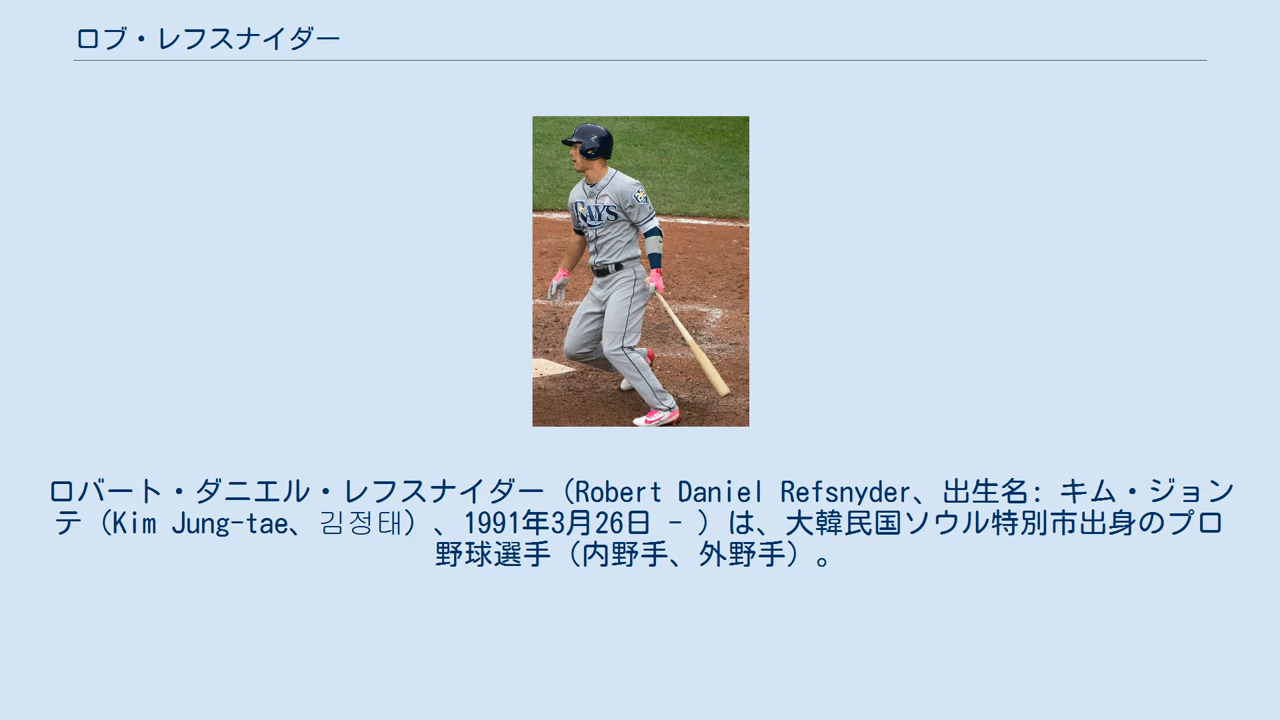 ロブ・レフスナイダー
RAYS
ロバート・ダニエル・レフスナイダー（Robert Daniel Refsnyder、出生名: キム・ジョン
テ（Kim Jung-tae、김정태）、1991年3月26日 - ）は、大韓民国ソウル特別市出身のプロ
野球選手（内野手、外野手）。